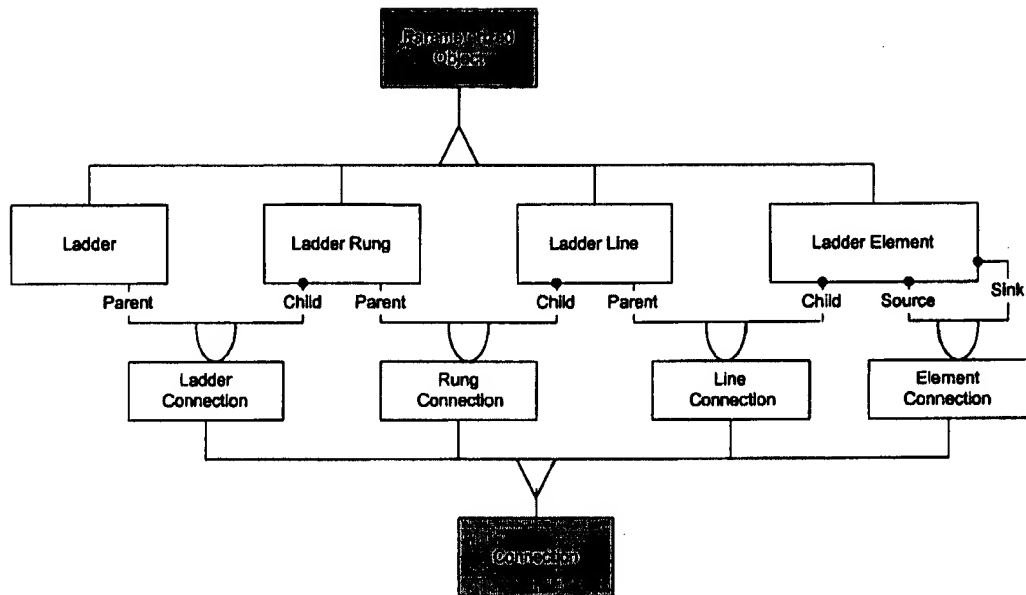 Parameterized
Object
Ladder
Ladder Rung
Ladder Line
Ladder Element
Parent
Child
Parent
Child
Parent
Child
Source
Sink
Ladder
Connection
Rung
Connection
Line
Connection
Element
Connection
Connection